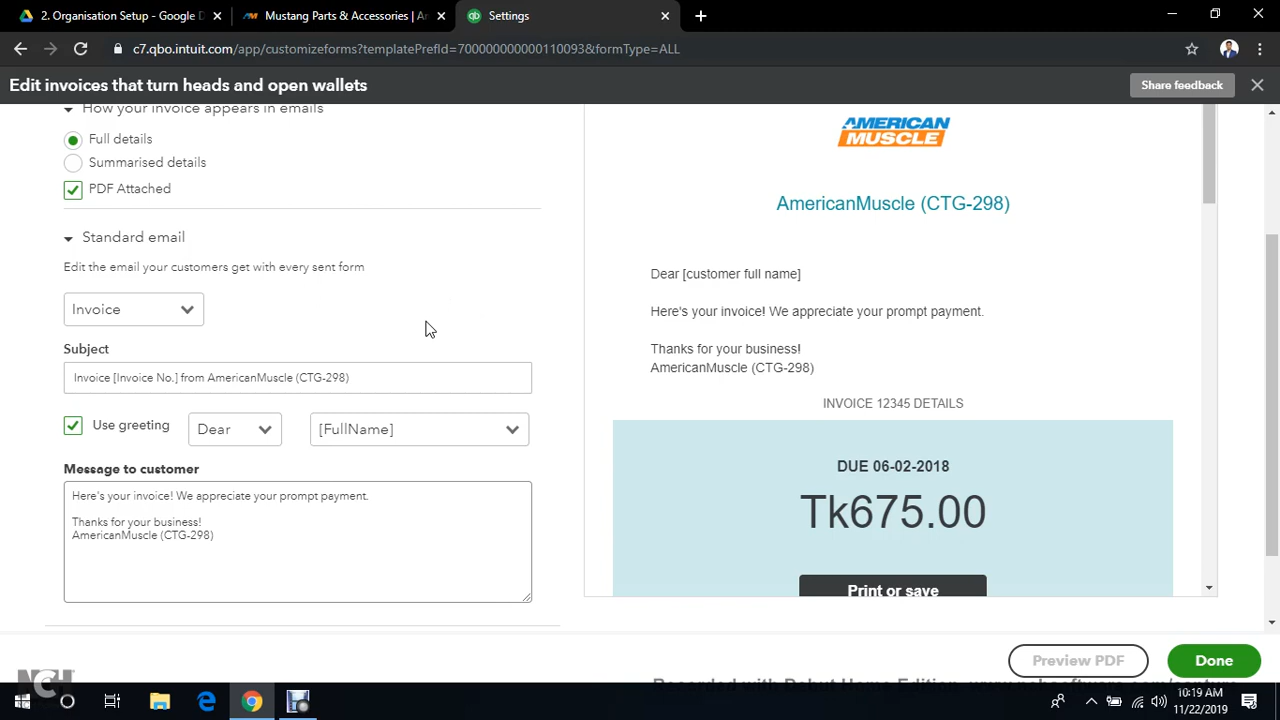 2. Organisation Setup - Google D
Mustang Parts & Accessories | Am
Settings
c7.qbo.intuit.com/app/customizeforms?templatePrefId=700000000000110093&formType=ALL
Edit invoices that turn heads and open wallets
Share feedback
How your invoice appears in emails
Full details
Summarised details
PDF Attached
Standard email
Edit the email your customers get with every sent form
Invoice
Subject
Invoice [Invoice No.] from AmericanMuscle (CTG-298)
Use greeting
Dear
[FullName]
Message to customer
Here's your invoice! We appreciate your prompt payment.
Thanks for your business!
AmericanMuscle (CTG-298)
AMERICAN
MUSCLE
AmericanMuscle (CTG-298)
Dear [customer full name]
Here's your invoice! We appreciate your prompt payment.
Thanks for your business!
AmericanMuscle (CTG-298)
INVOICE 12345 DETAILS
DUE 06-02-2018
Tk675.00
Print or save
Preview PDF
Done
NCH
Recorded with Debut Home Edition. www.nchsoftware.com/capture
10:19 AM
11/22/2019